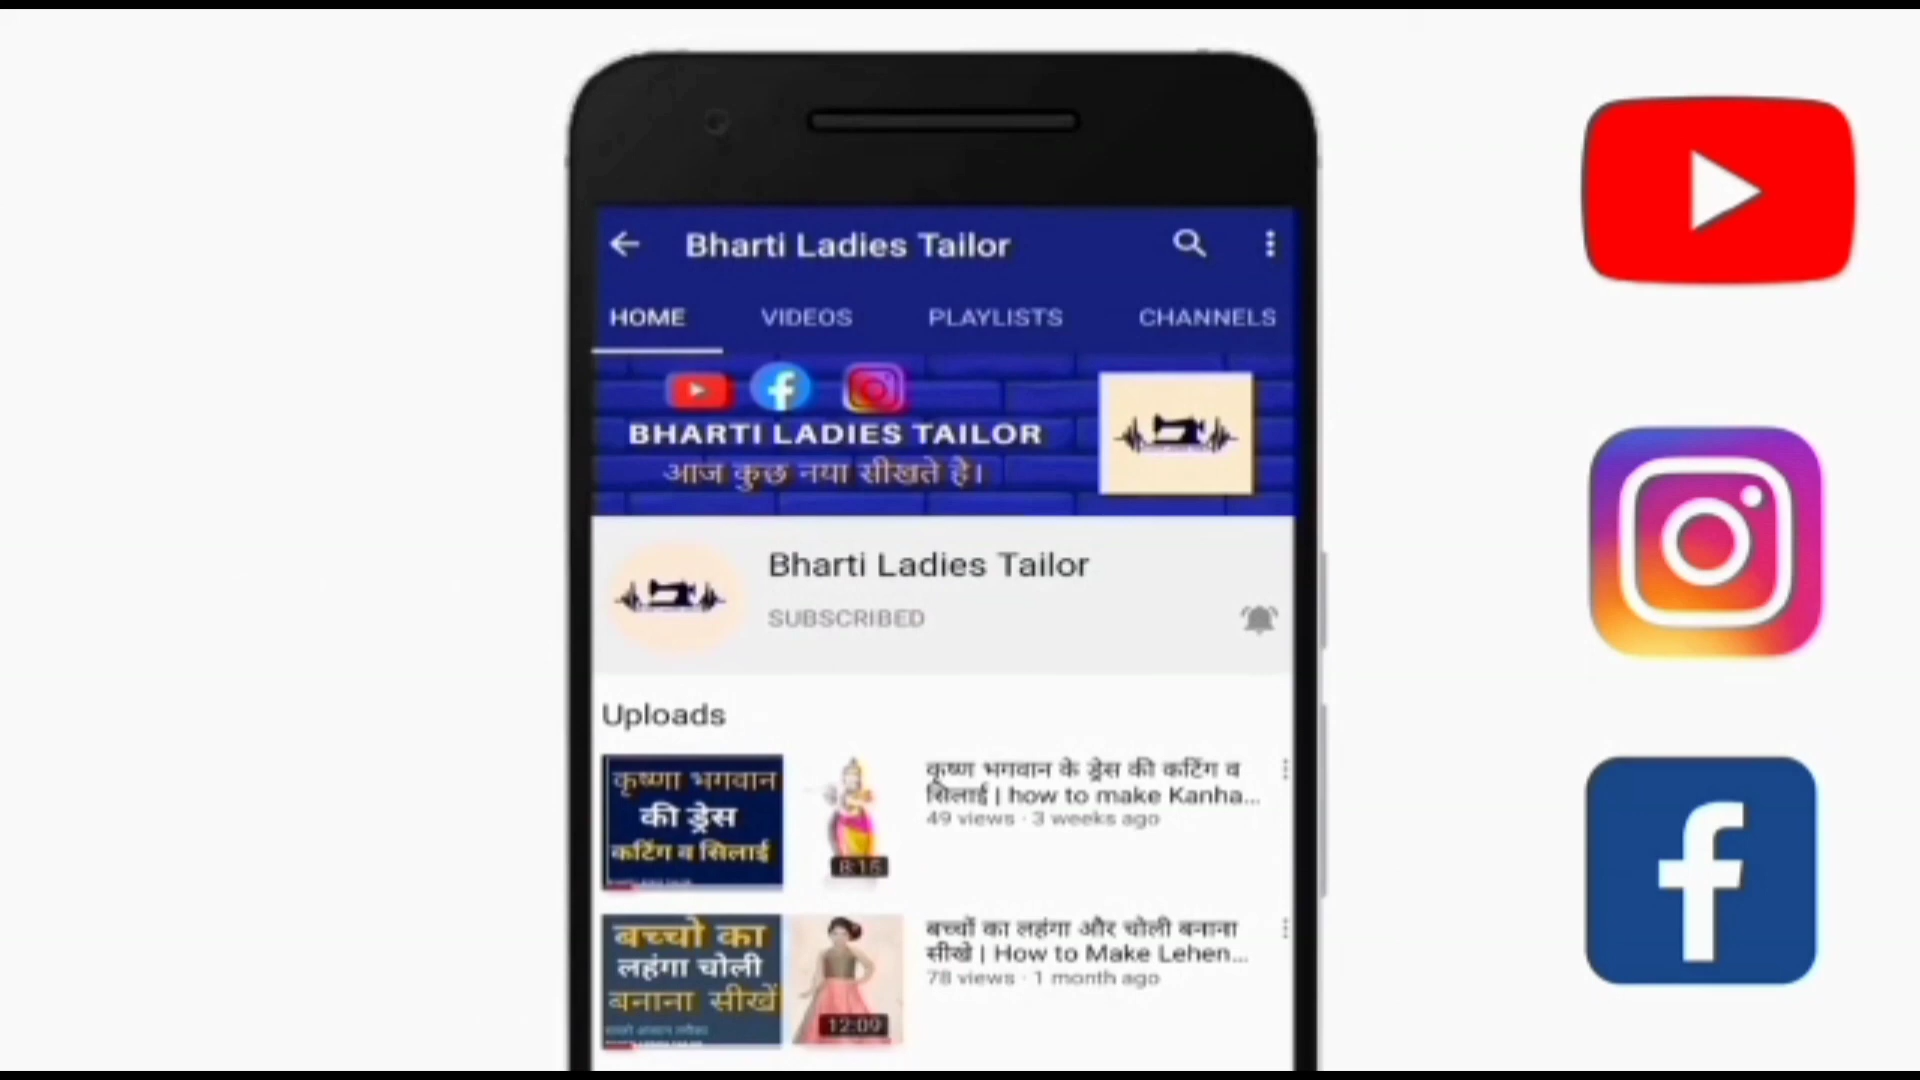 Bharti Ladies Tailor
HOME VIDEOS PLAYLISTS CHANNELS
BHARTI LADIES TAILOR
आज कुछ नया सीखते है।
Bharti Ladies Tailor
SUBSCRIBED
Uploads
कृष्णा भगवान
की ड्रेस
कटिंग व सिलाई
8:15
कृष्ण भगवान के ड्रेस की कटिंग व
सिलाई | how to make Kanha...
49 views · 3 weeks ago
बच्चो का
लहंगा चोली
बनाना सीखें
12:09
बच्चों का लहंगा और चोली बनाना
सीखे | How to Make Lehen...
78 views · 1 month ago